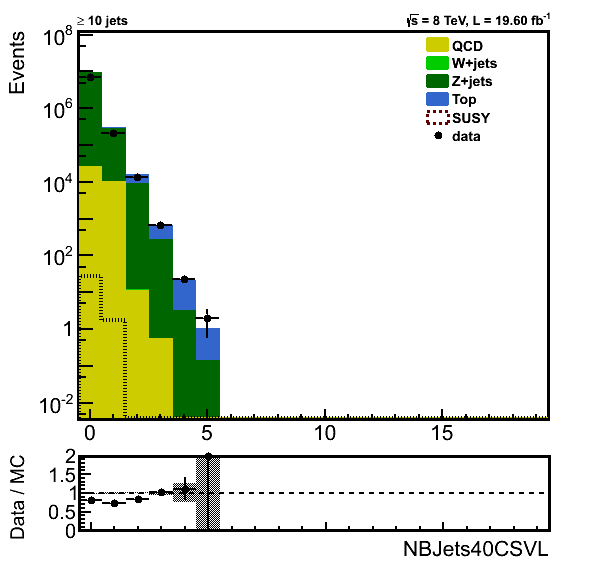 ≥ 10 jets
√s = 8 TeV, L = 19.60 fb⁻¹
Events
10⁸
10⁶
10⁴
10²
1
10⁻²
QCD
W+jets
Z+jets
Top
SUSY
data
0 5 10 15
Data / MC
2
1.5
1
0.5
0
NBJets40CSVL